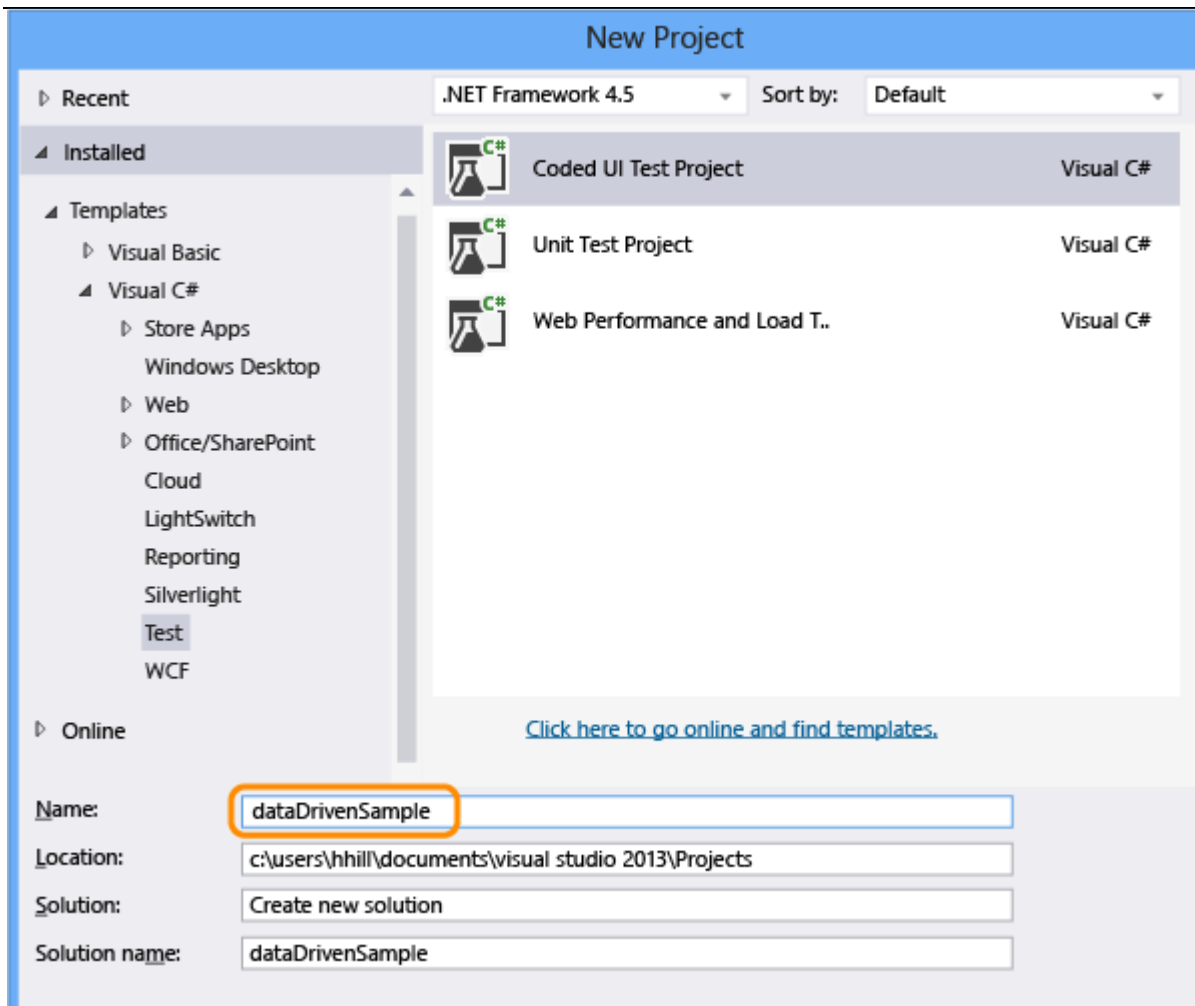 New Project
Recent
.NET Framework 4.5
Sort by:
Default
Installed
Templates
Visual Basic
Visual C#
Store Apps
Windows Desktop
Web
Office/SharePoint
Cloud
LightSwitch
Reporting
Silverlight
Test
WCF
Online
C#
Coded UI Test Project
Visual C#
C#
Unit Test Project
Visual C#
C#
Web Performance and Load T..
Visual C#
Click here to go online and find templates.
Name:
dataDrivenSample
Location:
c:\users\hhill\documents\visual studio 2013\Projects
Solution:
Create new solution
Solution name:
dataDrivenSample